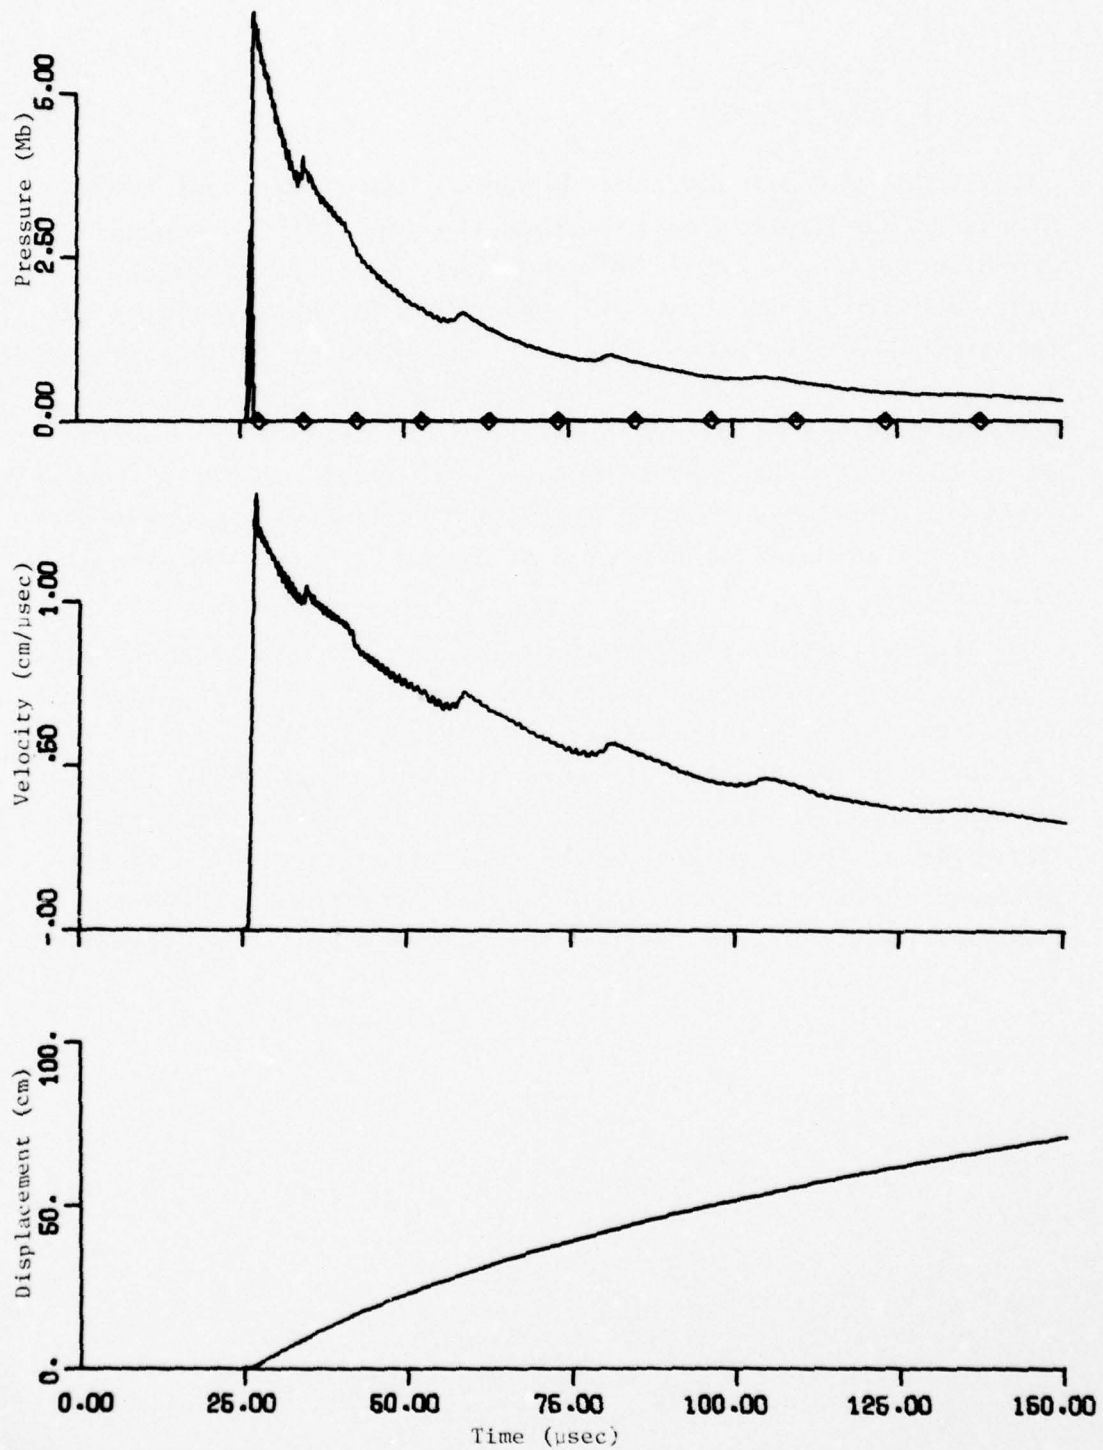 Pressure (Mb)
5.00
2.50
0.00
Velocity (cm/µsec)
1.00
.50
-.00
Displacement (cm)
100.
50.
0.
0.00 25.00 50.00 75.00 100.00 125.00 150.00
Time (µsec)